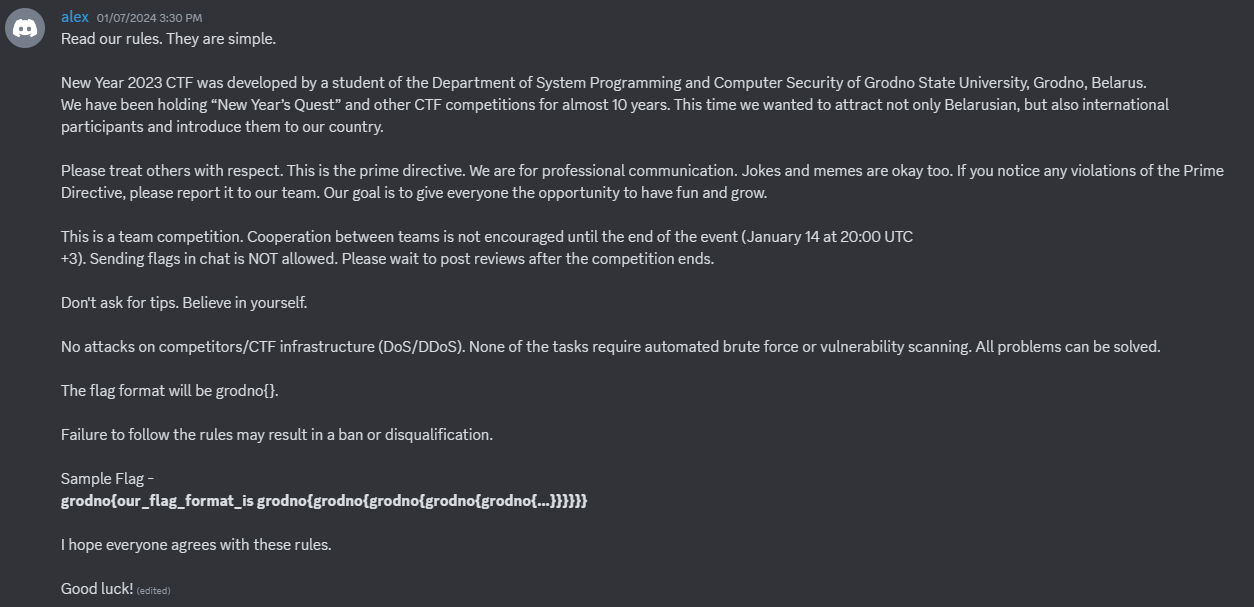 alex 01/07/2024 3:30 PM
Read our rules. They are simple.
New Year 2023 CTF was developed by a student of the Department of System Programming and Computer Security of Grodno State University, Grodno, Belarus.
We have been holding “New Year’s Quest” and other CTF competitions for almost 10 years. This time we wanted to attract not only Belarusian, but also international
participants and introduce them to our country.
Please treat others with respect. This is the prime directive. We are for professional communication. Jokes and memes are okay too. If you notice any violations of the Prime
Directive, please report it to our team. Our goal is to give everyone the opportunity to have fun and grow.
This is a team competition. Cooperation between teams is not encouraged until the end of the event (January 14 at 20:00 UTC
+3). Sending flags in chat is NOT allowed. Please wait to post reviews after the competition ends.
Don't ask for tips. Believe in yourself.
No attacks on competitors/CTF infrastructure (DoS/DDoS). None of the tasks require automated brute force or vulnerability scanning. All problems can be solved.
The flag format will be grodno{}.
Failure to follow the rules may result in a ban or disqualification.
Sample Flag -
grodno{our_flag_format_is grodno{grodno{grodno{grodno{grodno{...}}}}}}
I hope everyone agrees with these rules.
Good luck! (edited)